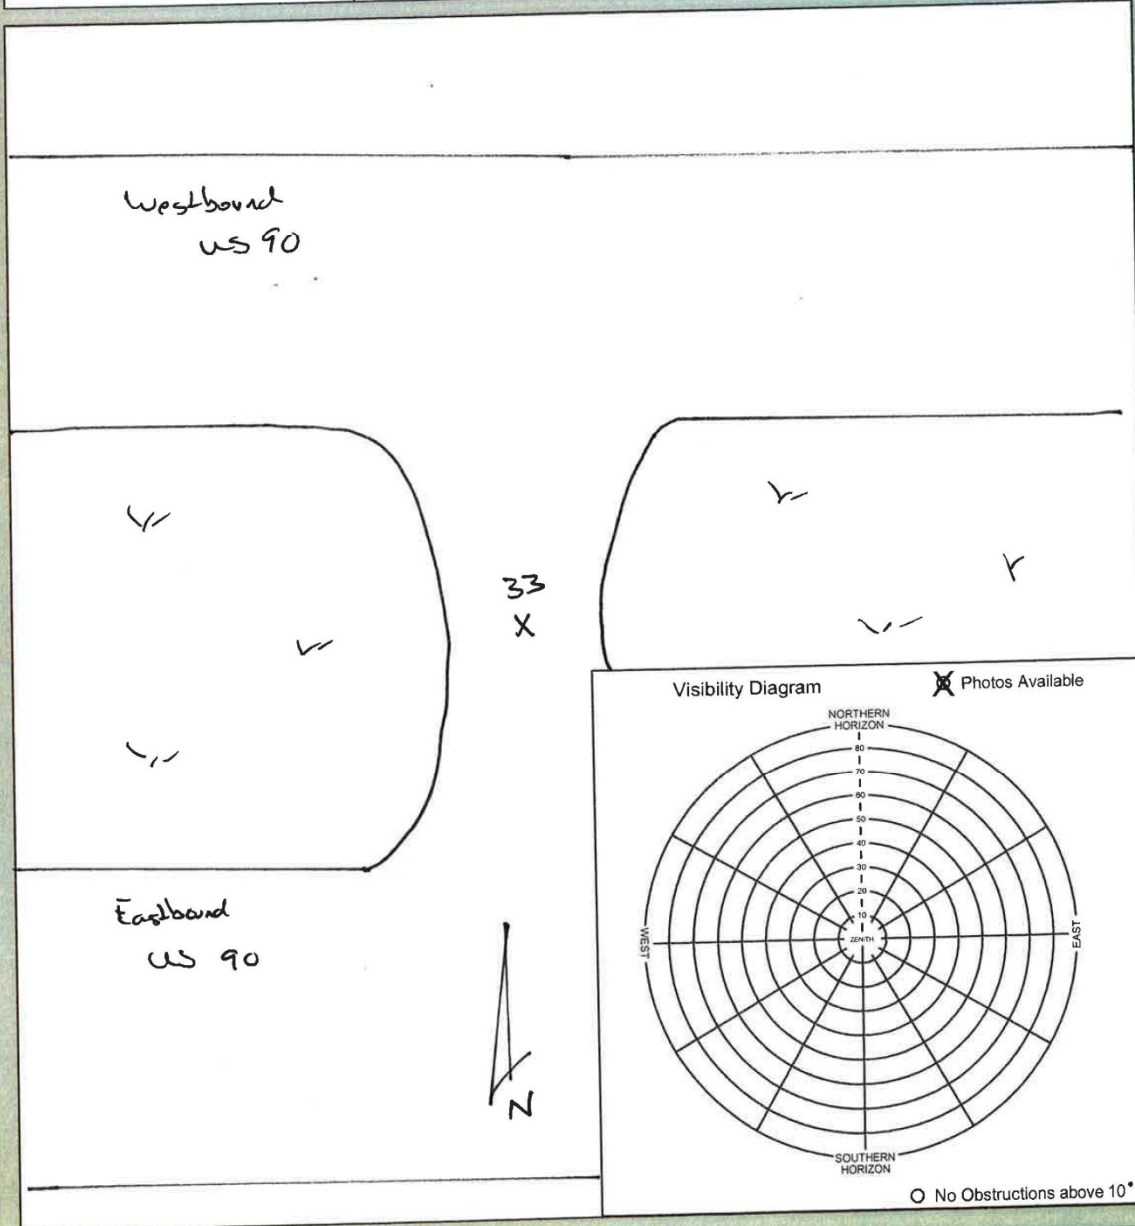 Westbound
US 90
33
X
Visibility Diagram
Photos Available
NORTHERN
HORIZON
80
70
60
50
40
30
20
10
ZENITH
WEST
EAST
SOUTHERN
HORIZON
No Obstructions above 10°
Eastbound
US 90
N